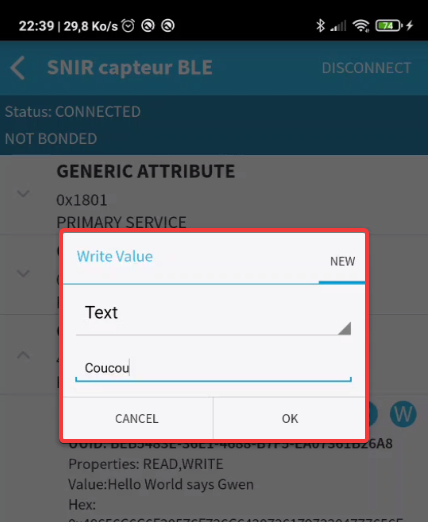 22:39 | 29,8 Ko/s
74
SNIR capteur BLE
DISCONNECT
Status: CONNECTED
NOT BONDED
GENERIC ATTRIBUTE
0x1801
PRIMARY SERVICE
Write Value
NEW
Text
Coucou
CANCEL
OK
W
Properties: READ,WRITE
Value:Hello World says Gwen
Hex: